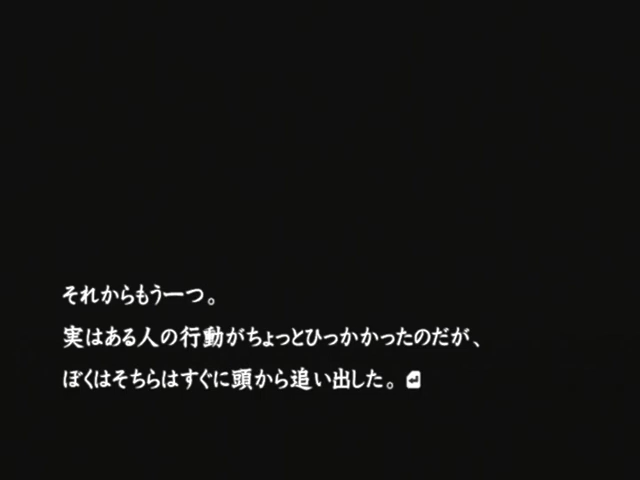 それからもう一つ。
実はある人の行動がちょっとひっかかったのだが、
ぼくはそちらはすぐに頭から追い出した。